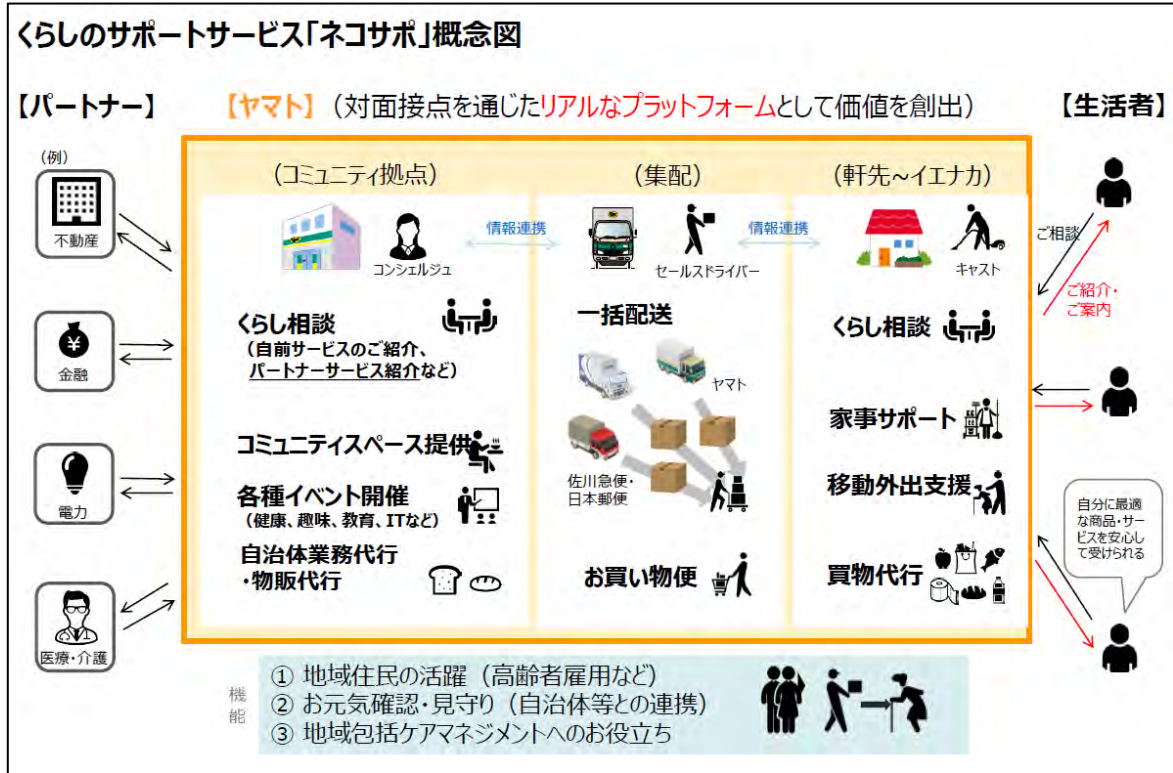 くらしのサポートサービス「ネコサポ」概念図
【パートナー】
【ヤマト】(対面接点を通じたリアルなプラットフォームとして価値を創出)
【生活者】
(例)
不動産
金融
電力
医療・介護
(コミュニティ拠点)
コンシェルジュ
情報連携
くらし相談
(自前サービスのご紹介、
パートナーサービス紹介など)
コミュニティスペース提供
各種イベント開催
(健康、趣味、教育、ITなど)
自治体業務代行
・物販代行
(集配)
セールスドライバー
情報連携
一括配送
ヤマト
佐川急便・
日本郵便
お買い物便
(軒先~イエナカ)
キャスト
くらし相談
家事サポート
移動外出支援
買物代行
ご相談
ご紹介・
ご案内
自分に最適
な商品・サー
ビスを安心し
て受けられる
機
能
① 地域住民の活躍(高齢者雇用など)
② お元気確認・見守り(自治体等との連携)
③ 地域包括ケアマネジメントへのお役立ち